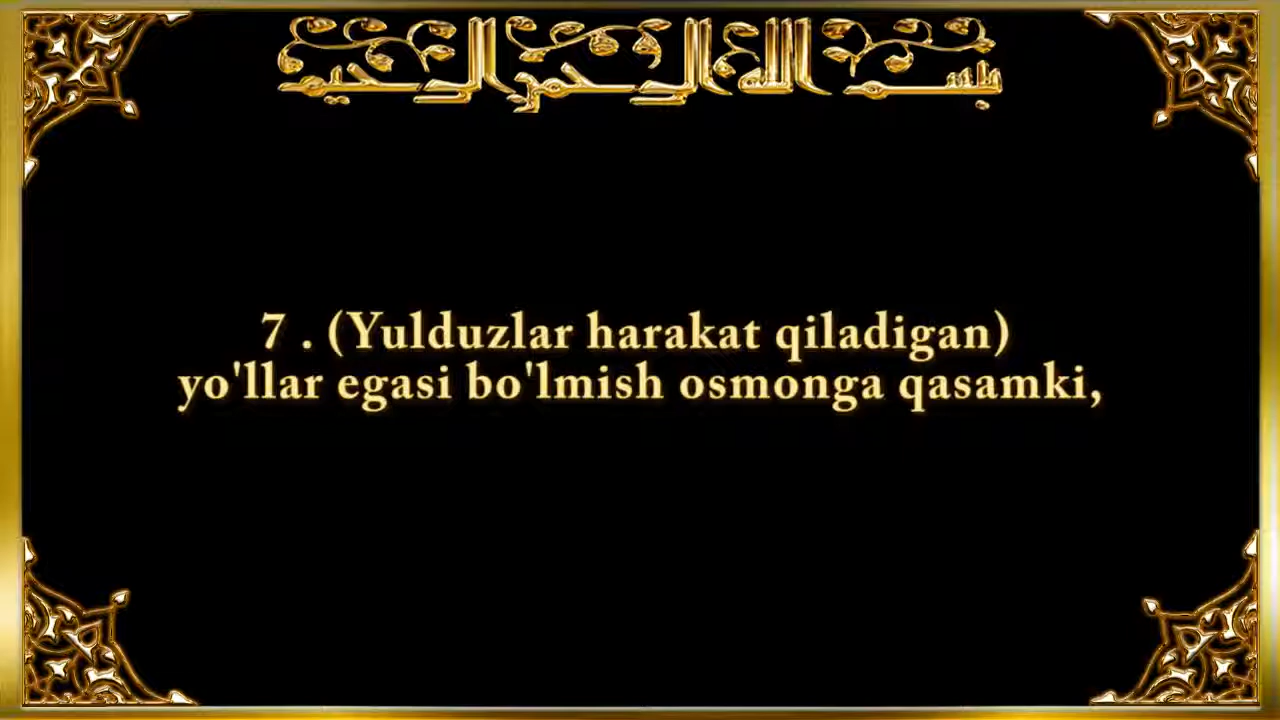 بسم الله الرحمن الرحيم
7 . (Yulduzlar harakat qiladigan)
yo'llar egasi bo'lmish osmonga qasamki,